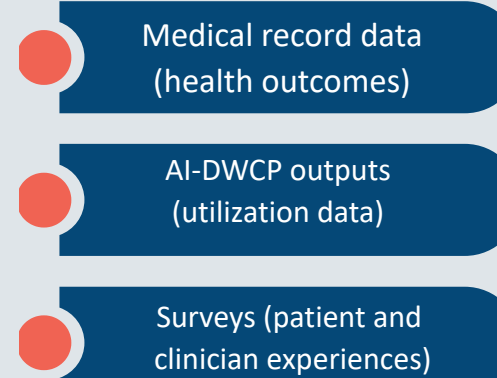 Medical record data
(health outcomes)
AI-DWCP outputs
(utilization data)
Surveys (patient and
clinician experiences)